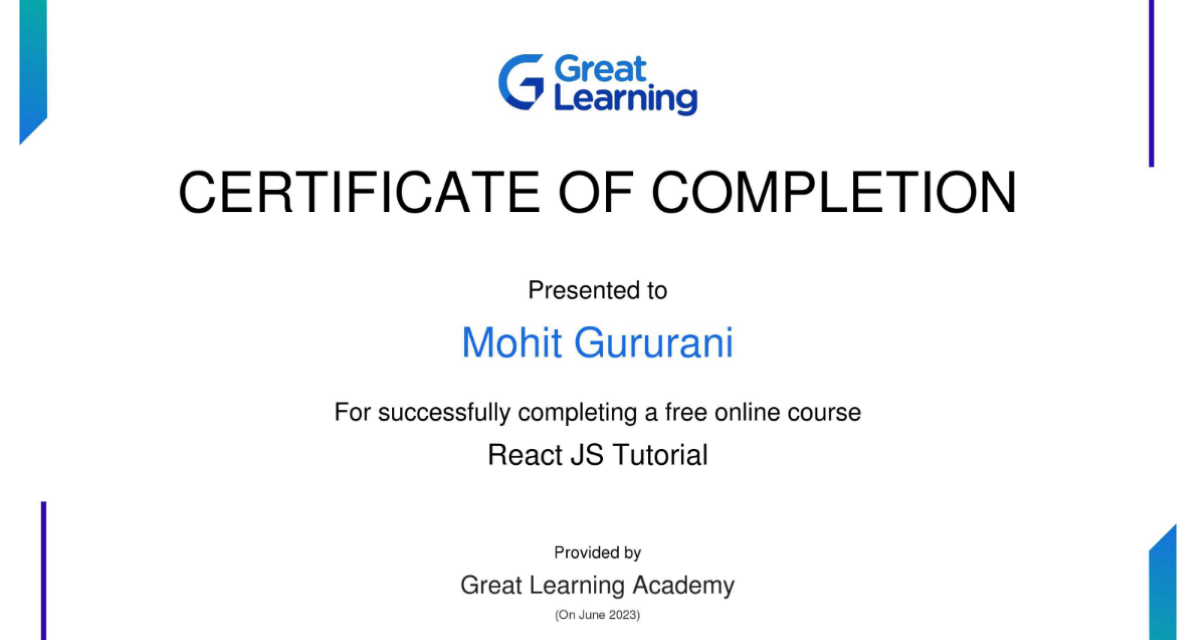 Great
Learning
CERTIFICATE OF COMPLETION
Presented to
Mohit Gururani
For successfully completing a free online course
React JS Tutorial
Provided by
Great Learning Academy
(On June 2023)